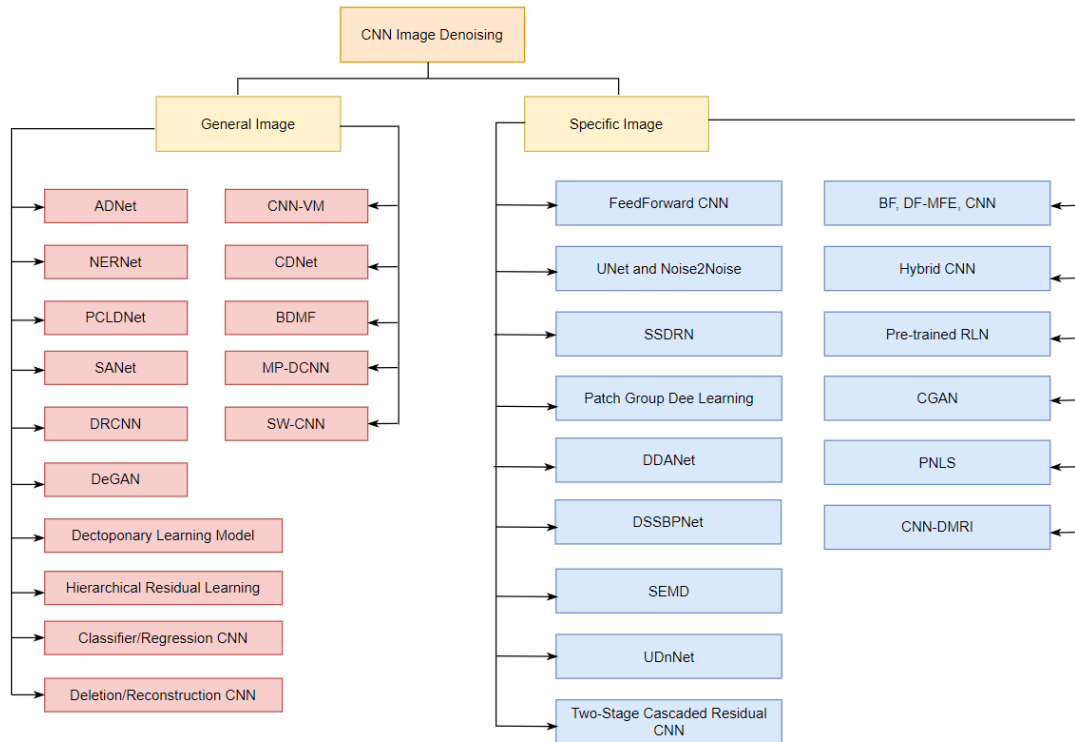 CNN Image Denoising
General Image
Specific Image
ADNet
CNN-VM
NERNet
CDNet
PCLDNet
BDMF
SANet
MP-DCNN
DRCNN
SW-CNN
DeGAN
Dectoponary Learning Model
Hierarchical Residual Learning
Classifier/Regression CNN
Deletion/Reconstruction CNN
FeedForward CNN
BF, DF-MFE, CNN
UNet and Noise2Noise
Hybrid CNN
SSDRN
Pre-trained RLN
Patch Group Dee Learning
CGAN
DDANet
PNLS
DSSBPNet
CNN-DMRI
SEMD
UDnNet
Two-Stage Cascaded Residual
CNN